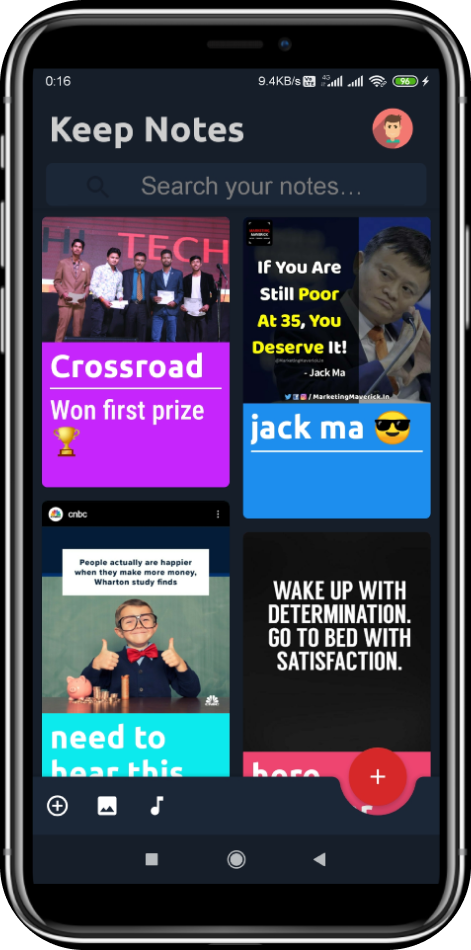 0:16
9.4KB/s
4G
96
Keep Notes
Search your notes...
TECH
Crossroad
Won first prize
🏆
IF You Are
Still Poor
At 35, You
Deserve It!
@MarketingMaverick.In
- Jack Ma
/ MarketingMaverick.In
jack ma 😎
cnbc
People actually are happier
when they make more money,
Wharton study finds
need to
hear this
WAKE UP WITH
DETERMINATION.
GO TO BED WITH
SATISFACTION.